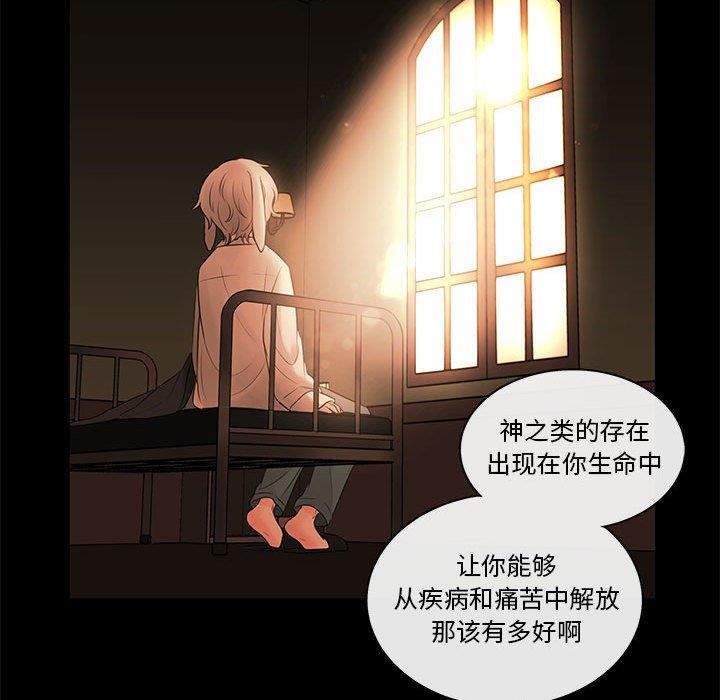 神之类的存在
出现在你生命中
让你能够
从疾病和痛苦中解放
那该有多好啊